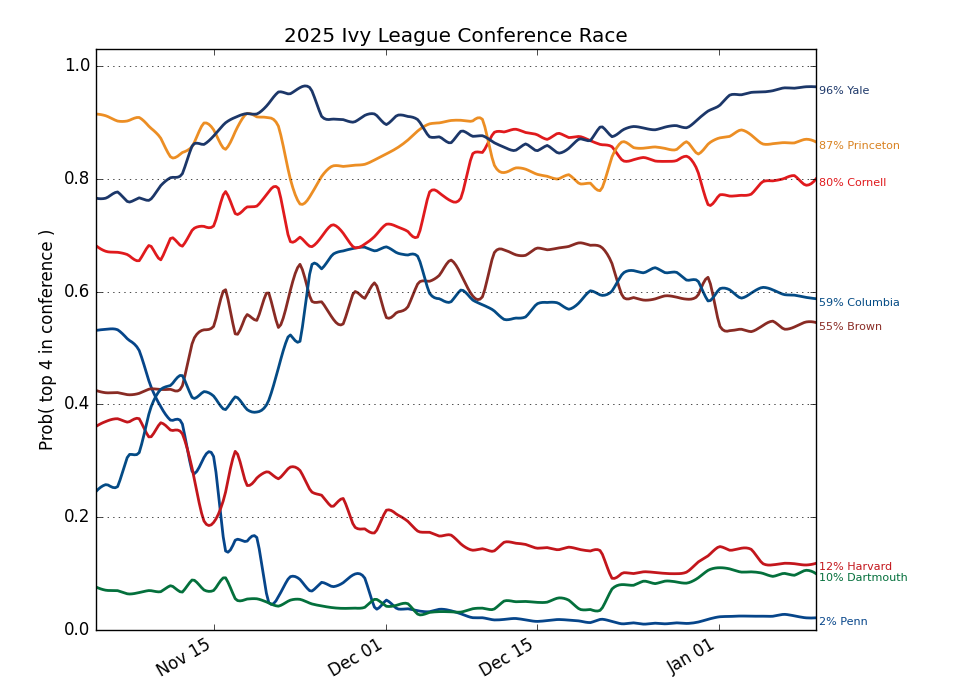 2025 Ivy League Conference Race
Prob( top 4 in conference )
1.0
0.8
0.6
0.4
0.2
0.0
Nov 15
Dec 01
Dec 15
Jan 01
96% Yale
87% Princeton
80% Cornell
59% Columbia
55% Brown
12% Harvard
10% Dartmouth
2% Penn